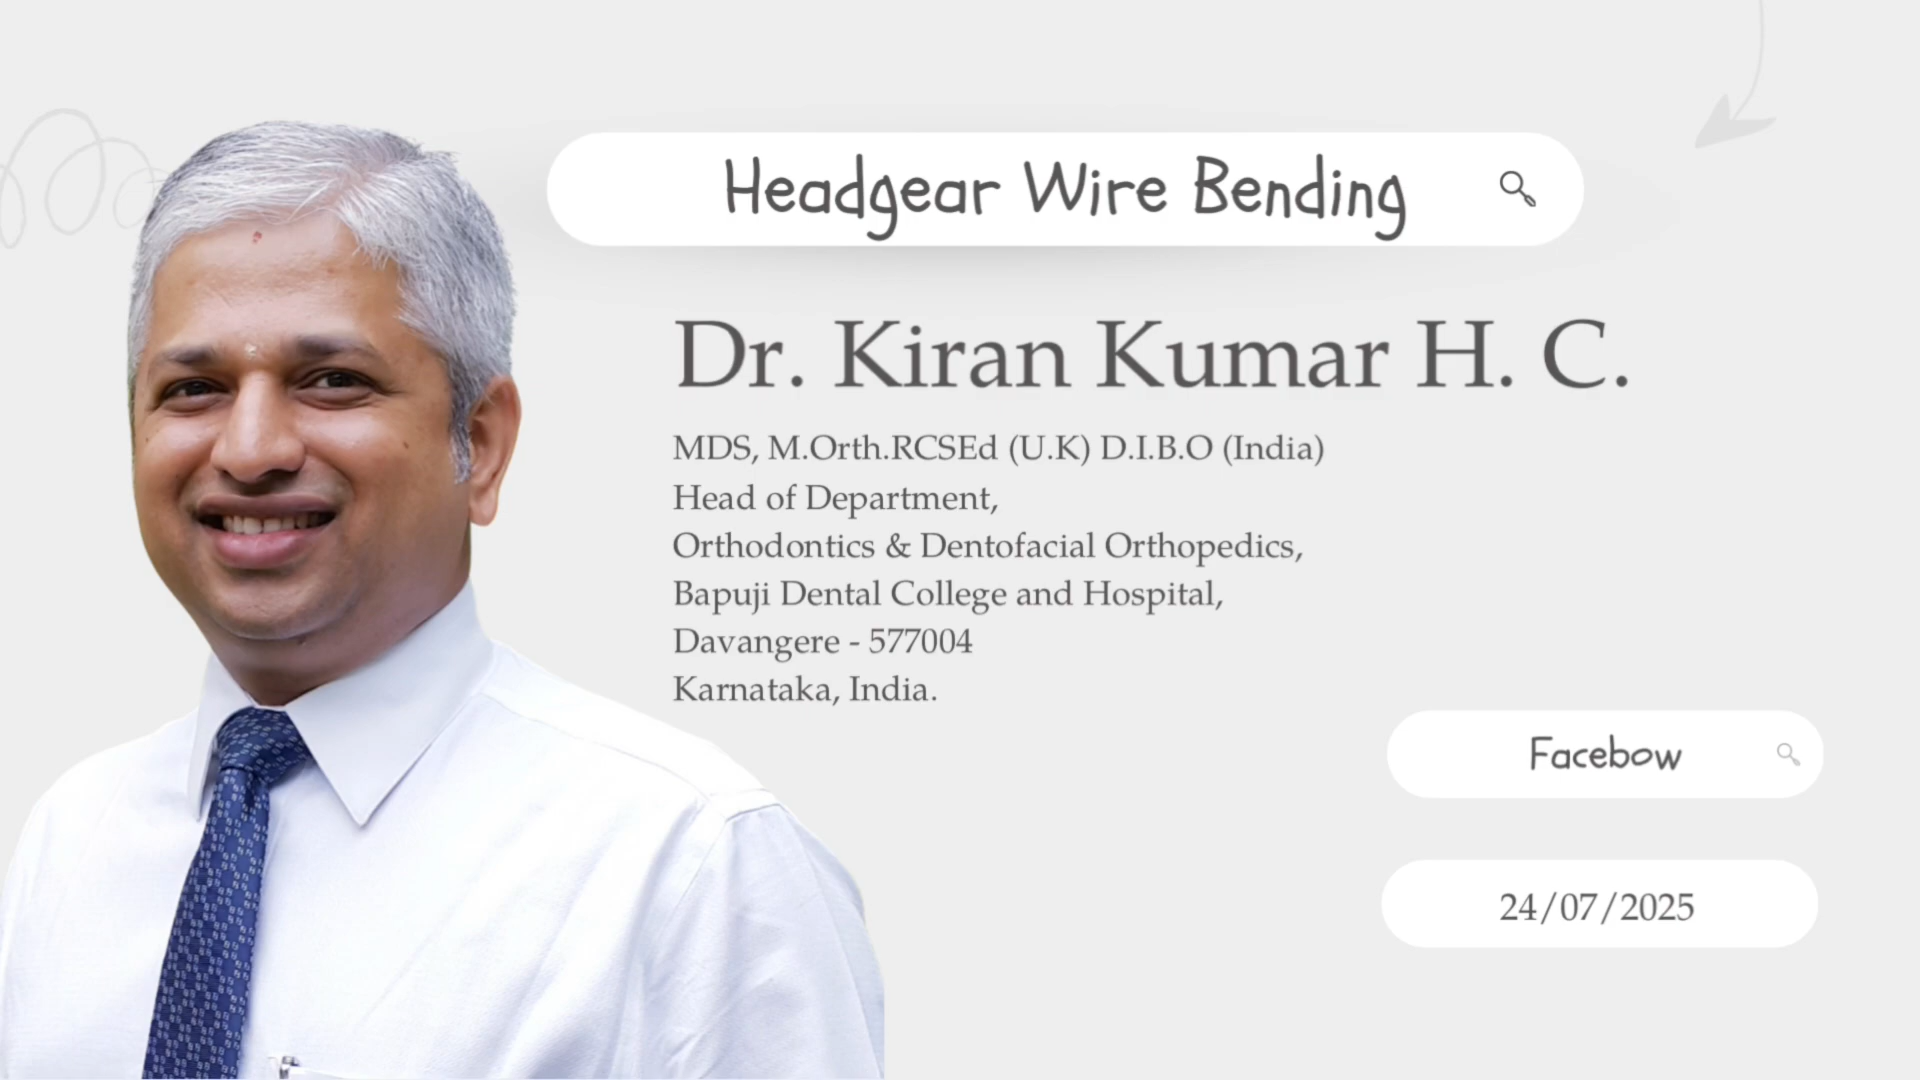 Headgear Wire Bending
Dr. Kiran Kumar H. C.
MDS, M.Orth.RCSEd (U.K) D.I.B.O (India)
Head of Department,
Orthodontics & Dentofacial Orthopedics,
Bapuji Dental College and Hospital,
Davangere - 577004
Karnataka, India.
Facebow
24/07/2025